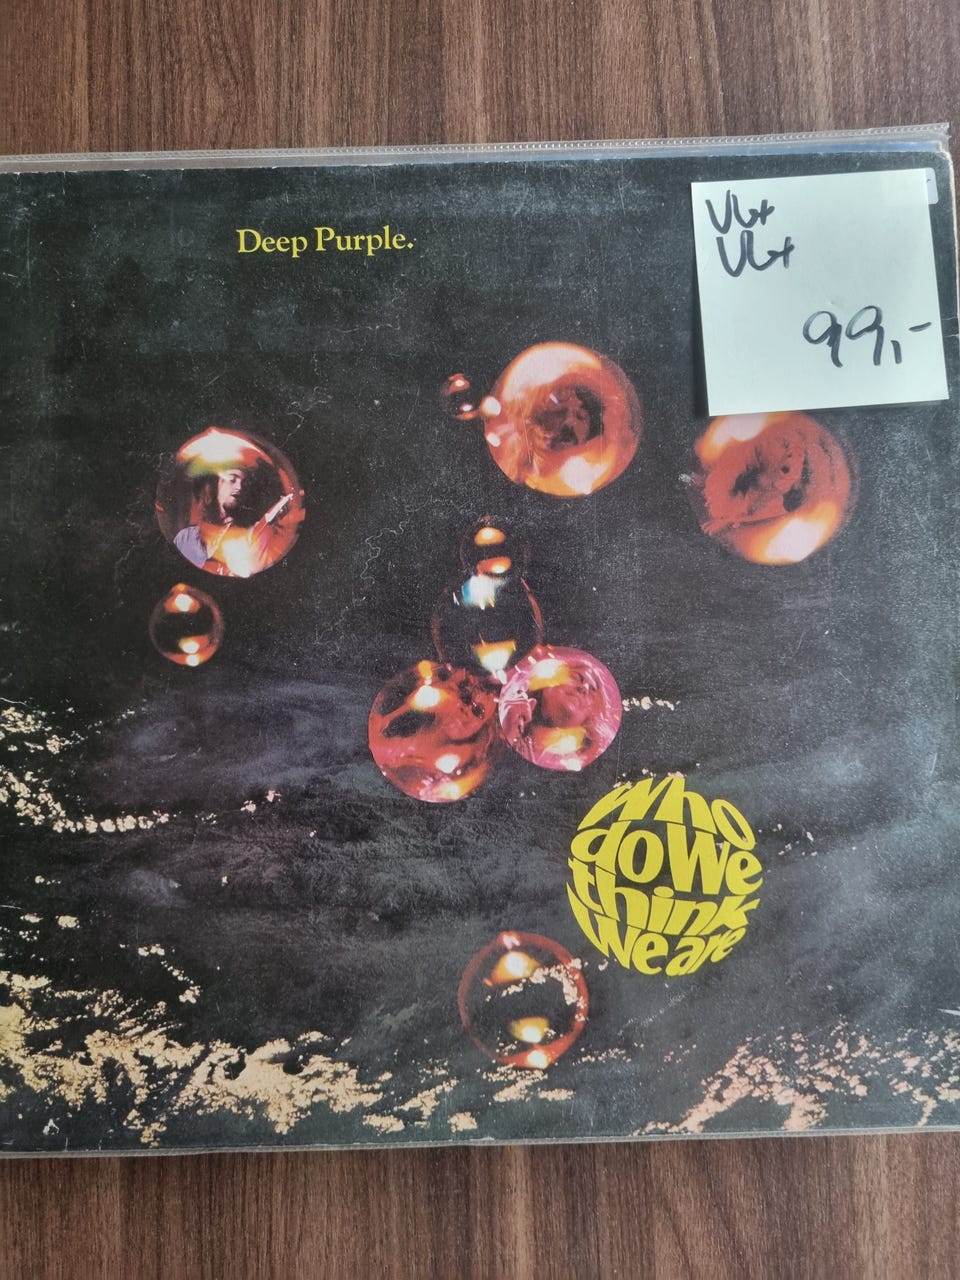 Deep Purple.
VG+
VG+
99,-
Who
do We
think
We are